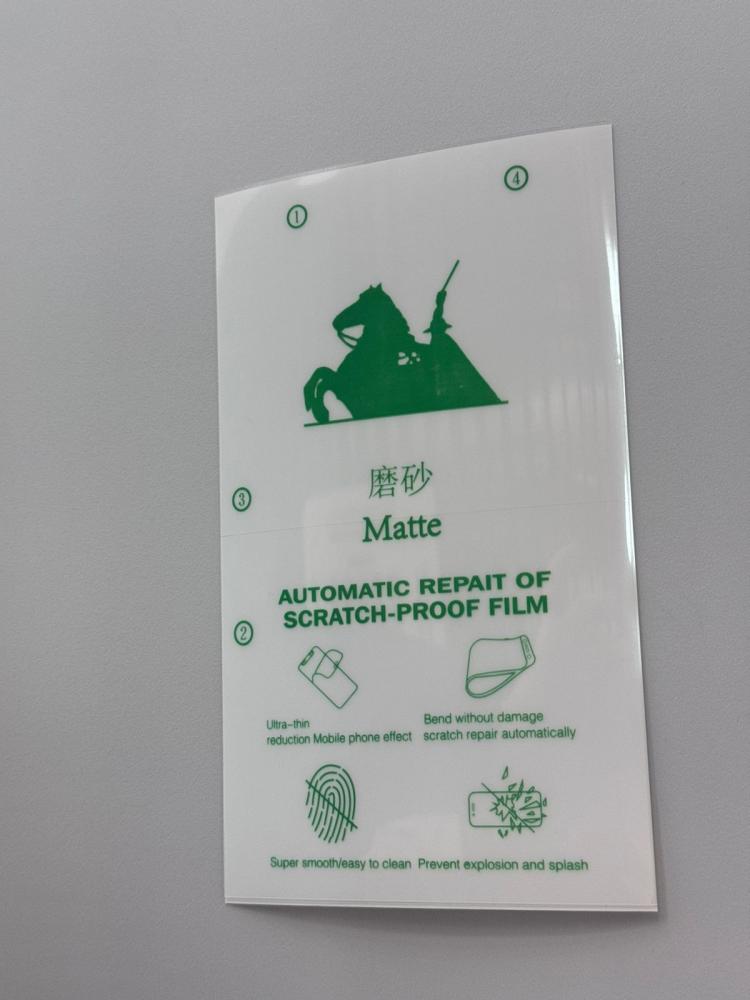 ①
④
磨砂
③
Matte
AUTOMATIC REPAIT OF
SCRATCH-PROOF FILM
②
Ultra-thin
reduction Mobile phone effect
Bend without damage
scratch repair automatically
Super smooth/easy to clean
Prevent explosion and splash